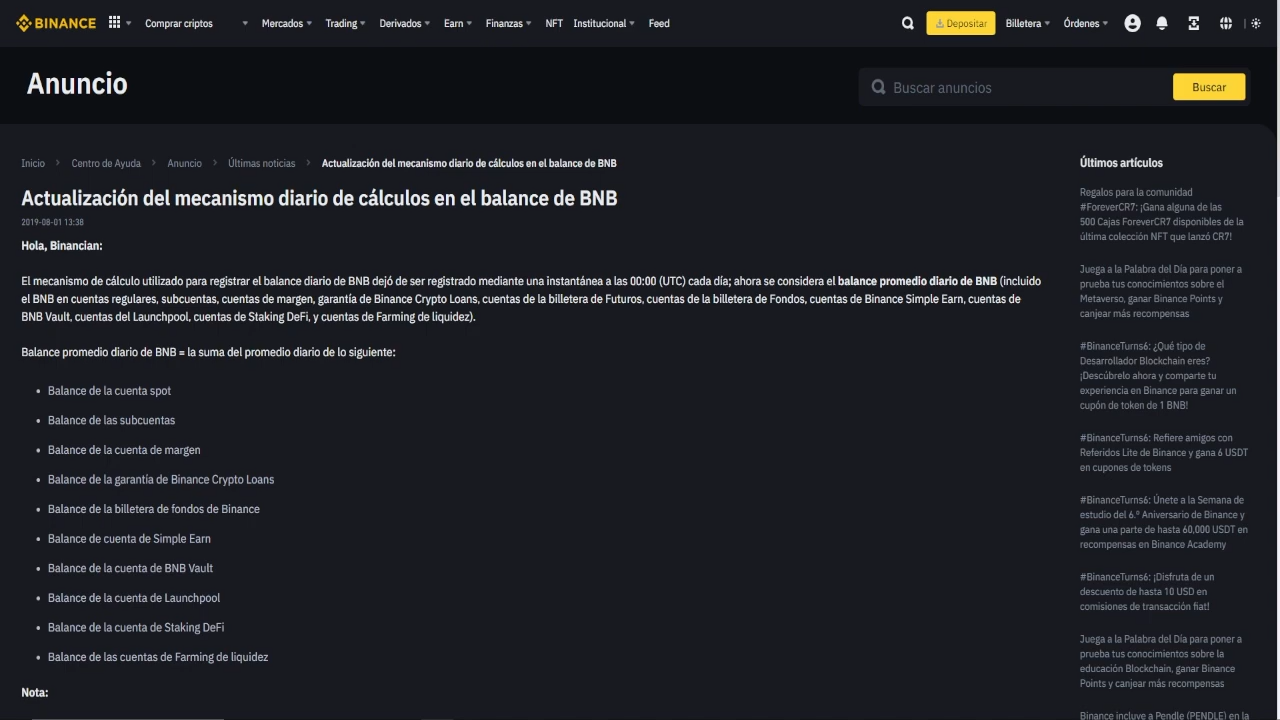 BINANCE
Comprar criptos
Mercados
Trading
Derivados
Earn
Finanzas
NFT
Institucional
Feed
Depositar
Billetera
Órdenes
Anuncio
Buscar anuncios
Buscar
Inicio > Centro de Ayuda > Anuncio > Últimas noticias > Actualización del mecanismo diario de cálculos en el balance de BNB
Actualización del mecanismo diario de cálculos en el balance de BNB
2019-08-01 13:38
Hola, Binancian:
El mecanismo de cálculo utilizado para registrar el balance diario de BNB dejó de ser registrado mediante una instantánea a las 00:00 (UTC) cada día; ahora se considera el balance promedio diario de BNB (incluido
el BNB en cuentas regulares, subcuentas, cuentas de margen, garantía de Binance Crypto Loans, cuentas de la billetera de Futuros, cuentas de la billetera de Fondos, cuentas de Binance Simple Earn, cuentas de
BNB Vault, cuentas del Launchpool, cuentas de Staking DeFi, y cuentas de Farming de liquidez).
Balance promedio diario de BNB = la suma del promedio diario de lo siguiente:
• Balance de la cuenta spot
• Balance de las subcuentas
• Balance de la cuenta de margen
• Balance de la garantía de Binance Crypto Loans
• Balance de la billetera de fondos de Binance
• Balance de cuenta de Simple Earn
• Balance de la cuenta de BNB Vault
• Balance de la cuenta de Launchpool
• Balance de la cuenta de Staking DeFi
• Balance de las cuentas de Farming de liquidez
Nota:
Últimos artículos
Regalos para la comunidad
#ForeverCR7: ¡Gana alguna de las
500 Cajas ForeverCR7 disponibles de la
última colección NFT que lanzó CR7!
Juega a la Palabra del Día para poner a
prueba tus conocimientos sobre el
Metaverso, ganar Binance Points y
canjear más recompensas
#BinanceTurns6: ¿Qué tipo de
Desarrollador Blockchain eres?
¡Descúbrelo ahora y comparte tu
experiencia en Binance para ganar un
cupón de token de 1 BNB!
#BinanceTurns6: Refiere amigos con
Referidos Lite de Binance y gana 6 USDT
en cupones de tokens
#BinanceTurns6: Únete a la Semana de
estudio del 6.º Aniversario de Binance y
gana una parte de hasta 60,000 USDT en
recompensas en Binance Academy
#BinanceTurns6: ¡Disfruta de un
descuento de hasta 10 USD en
comisiones de transacción fiat!
Juega a la Palabra del Día para poner a
prueba tus conocimientos sobre la
educación Blockchain, ganar Binance
Points y canjear más recompensas
Binance incluye a Pendle (PENDLE) en la